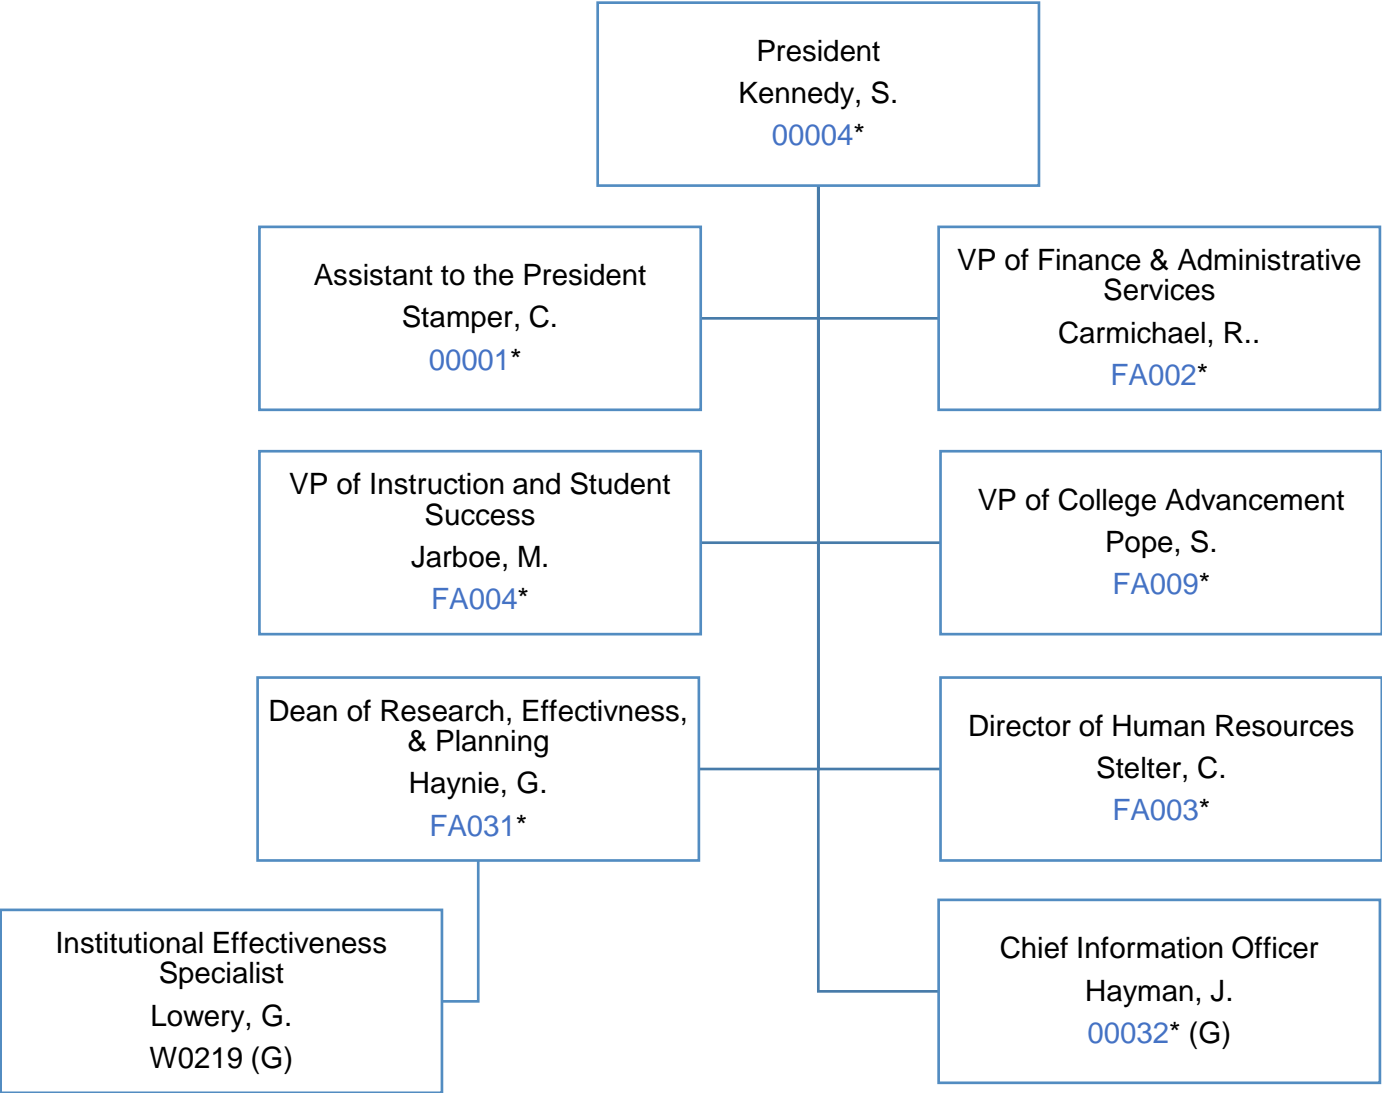 President
Kennedy, S.
00004*
Assistant to the President
Stamper, C.
00001*
VP of Finance & Administrative
Services
Carmichael, R..
FA002*
VP of Instruction and Student
Success
Jarboe, M.
FA004*
VP of College Advancement
Pope, S.
FA009*
Dean of Research, Effectivness,
& Planning
Haynie, G.
FA031*
Director of Human Resources
Stelter, C.
FA003*
Institutional Effectiveness
Specialist
Lowery, G.
W0219 (G)
Chief Information Officer
Hayman, J.
00032* (G)